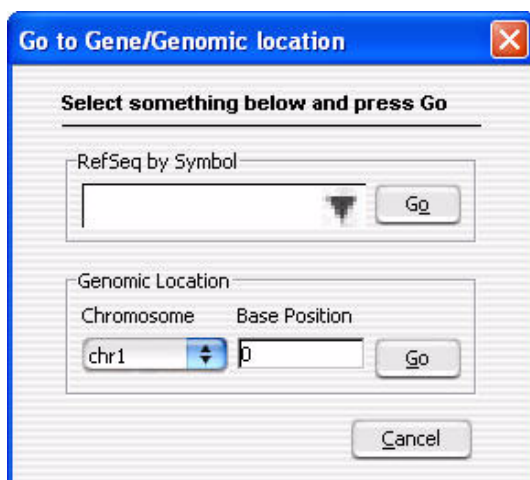 Go to Gene/Genomic location
Select something below and press Go
RefSeq by Symbol
Go
Genomic Location
Chromosome Base Position
chr1 0 Go
Cancel